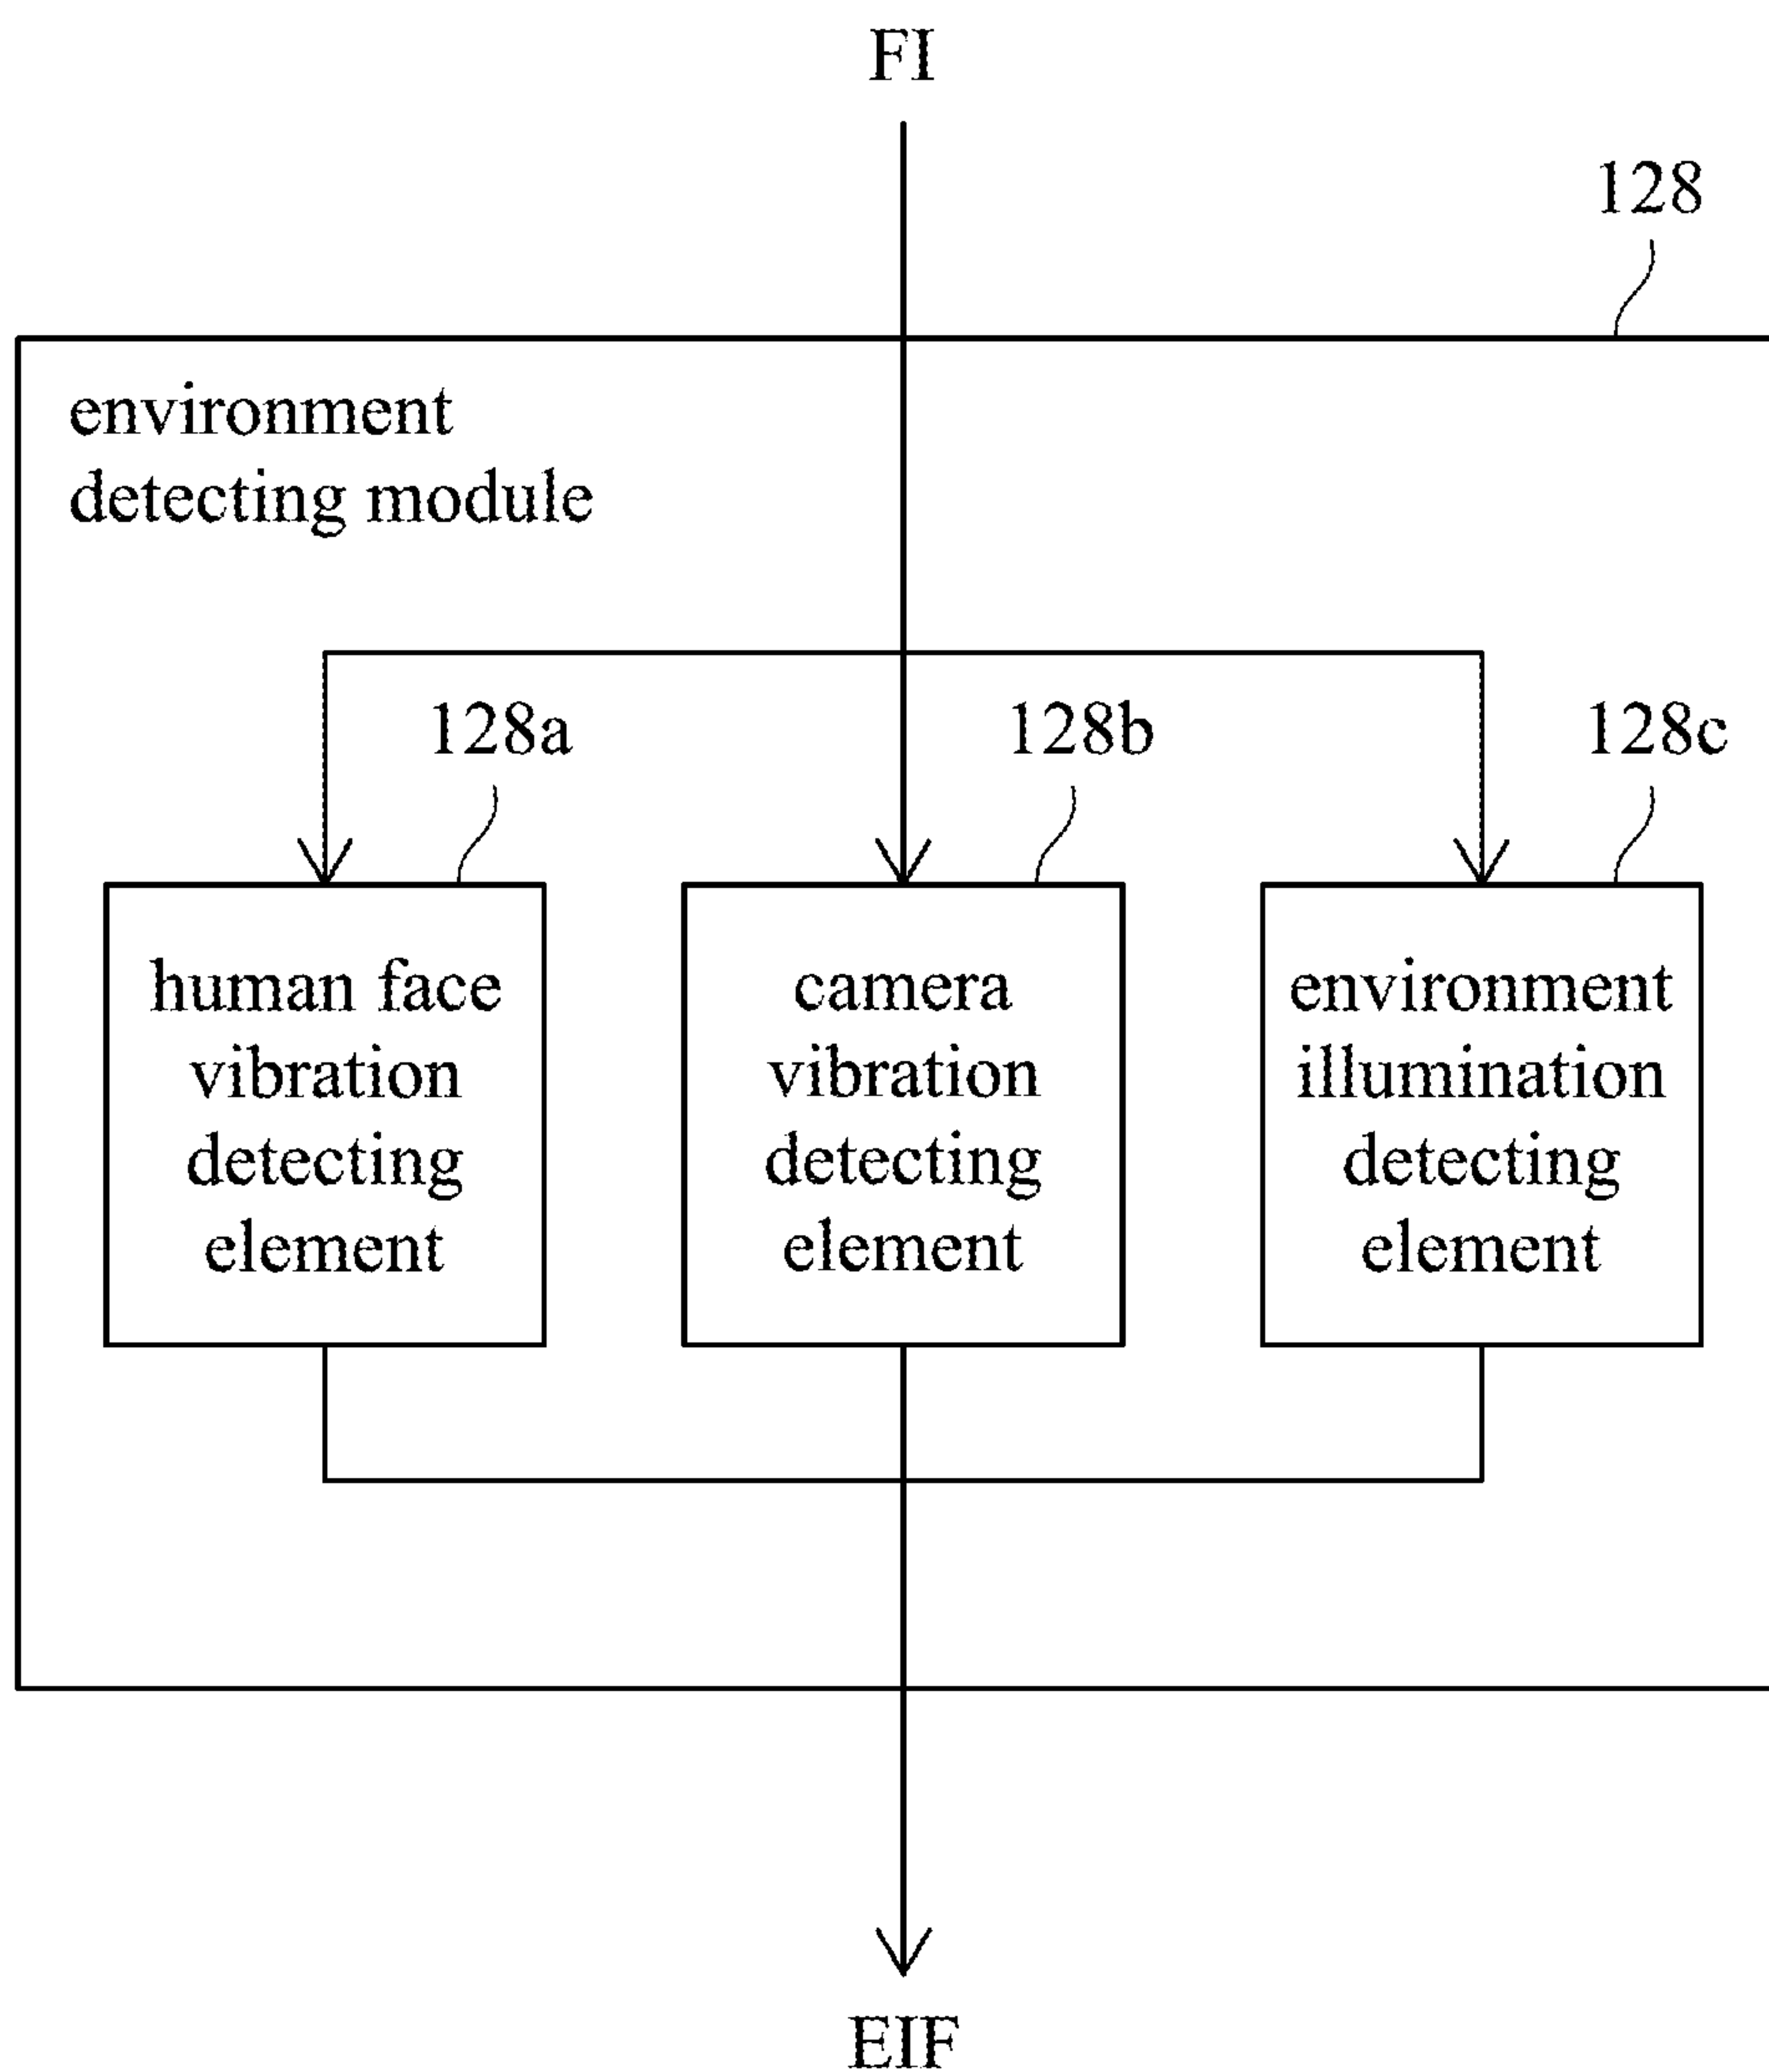 FI
128
environment
detecting module
128a
128b
128c
human face
vibration
detecting
element
camera
vibration
detecting
element
environment
illumination
detecting
element
EIF